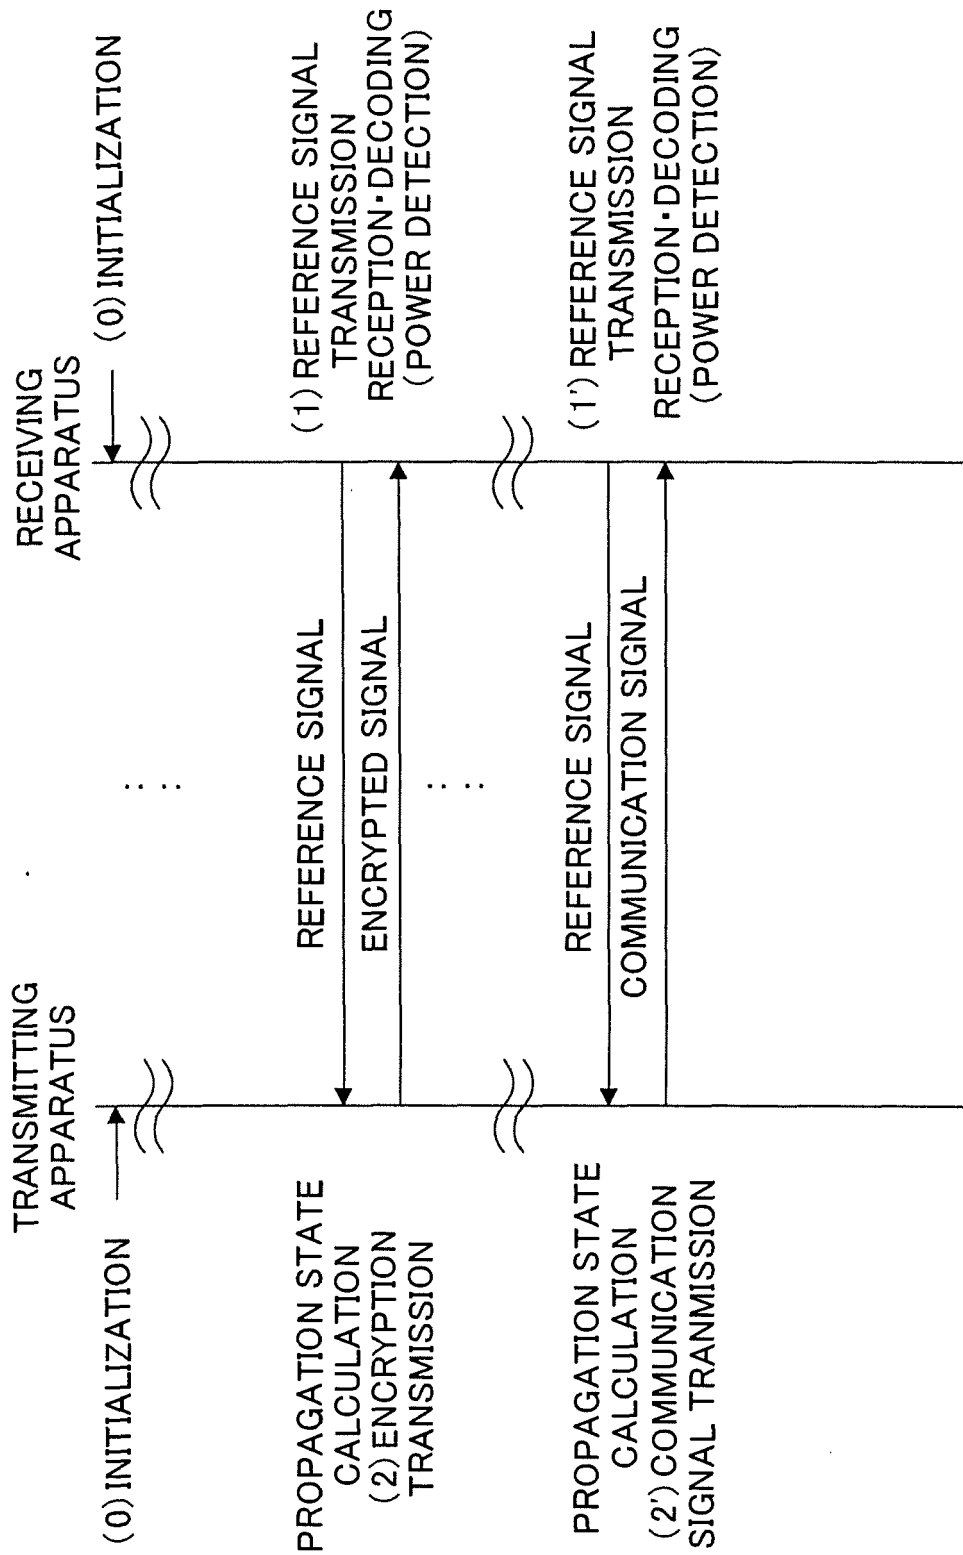 TRANSMITTING
APPARATUS
RECEIVING
APPARATUS
(0)INITIALIZATION
(0)INITIALIZATION
PROPAGATION STATE
CALCULATION
(2)ENCRYPTION
TRANSMISSION
REFERENCE SIGNAL
ENCRYPTED SIGNAL
(1)REFERENCE SIGNAL
TRANSMISSION
RECEPTION·DECODING
(POWER DETECTION)
PROPAGATION STATE
CALCULATION
(2')COMMUNICATION
SIGNAL TRANMISSION
REFERENCE SIGNAL
COMMUNICATION SIGNAL
(1')REFERENCE SIGNAL
TRANSMISSION
RECEPTION·DECODING
(POWER DETECTION)